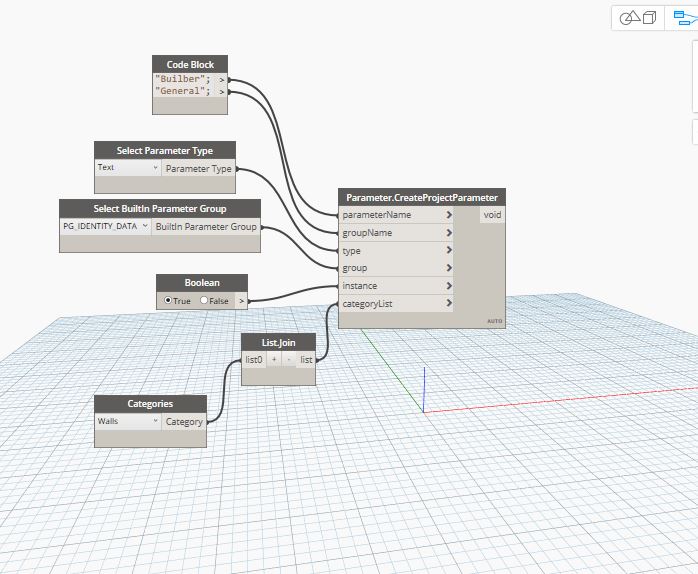 Code Block
"Builber"; >
"General"; >
Select Parameter Type
Text Parameter Type
Select BuiltIn Parameter Group
PG_IDENTITY_DATA BuiltIn Parameter Group
Boolean
True False >
Parameter.CreateProjectParameter
parameterName > void
groupName >
type >
group >
instance >
categoryList >
AUTO
List.Join
list0 + - list
Categories
Walls Category